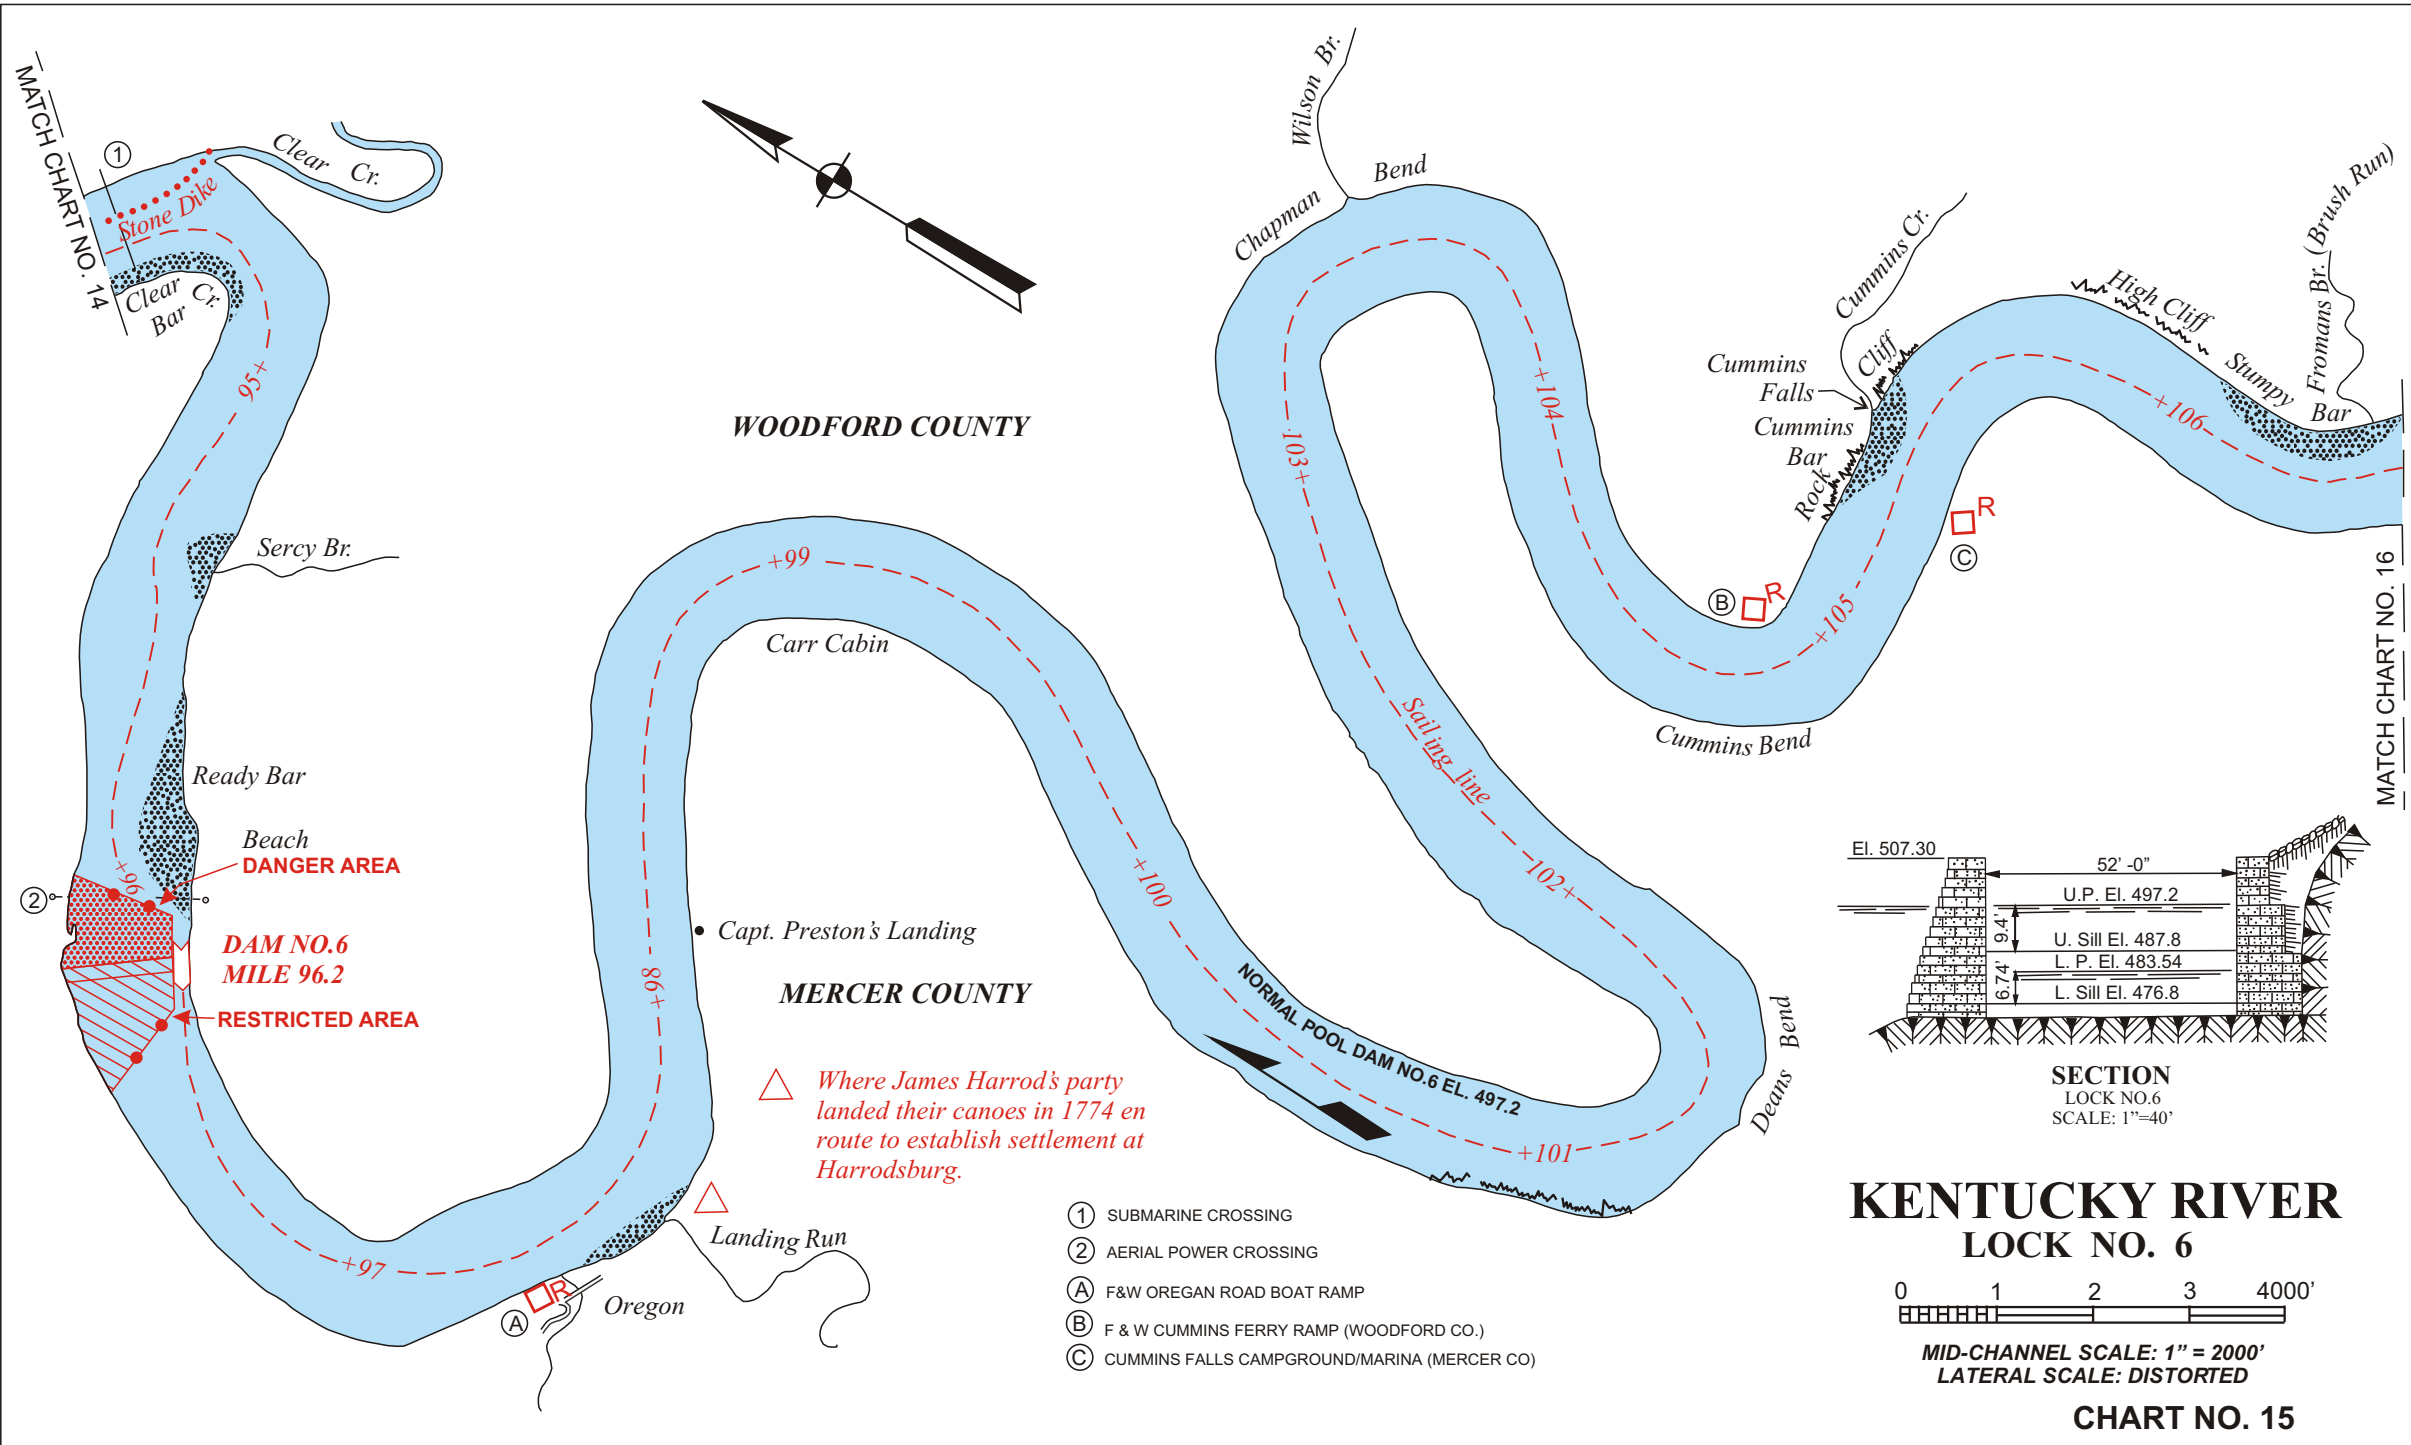 MATCH CHART NO. 14
1
Stone Dike
Clear Cr.
Clear Cr.
Bar
95+
Sercy Br.
Ready Bar
Beach
DANGER AREA
+96
2
DAM NO.6
MILE 96.2
RESTRICTED AREA
WOODFORD COUNTY
+99
Carr Cabin
Capt. Preston's Landing
+98
MERCER COUNTY
Where James Harrod's party
landed their canoes in 1774 en
route to establish settlement at
Harrodsburg.
Landing Run
+97
R
A
Oregon
+100
NORMAL POOL DAM NO.6 EL. 497.2
+101
Deans Bend
102+
Sailing line
103+
Chapman Bend
Wilson Br.
+104
Cummins Cr.
Cliff
Cummins
Falls
Cummins
Bar
Rock
B
R
+105
Cummins Bend
R
C
High Cliff
+106
Stumpy Bar
Fromans Br. (Brush Run)
MATCH CHART NO. 16
El. 507.30
52' -0"
U.P. El. 497.2
9.4'
U. Sill El. 487.8
L. P. El. 483.54
6.74'
L. Sill El. 476.8
SECTION
LOCK NO.6
SCALE: 1"=40'
1 SUBMARINE CROSSING
2 AERIAL POWER CROSSING
A F&W OREGAN ROAD BOAT RAMP
B F & W CUMMINS FERRY RAMP (WOODFORD CO.)
C CUMMINS FALLS CAMPGROUND/MARINA (MERCER CO)
KENTUCKY RIVER
LOCK NO. 6
0 1 2 3 4000'
MID-CHANNEL SCALE: 1" = 2000'
LATERAL SCALE: DISTORTED
CHART NO. 15